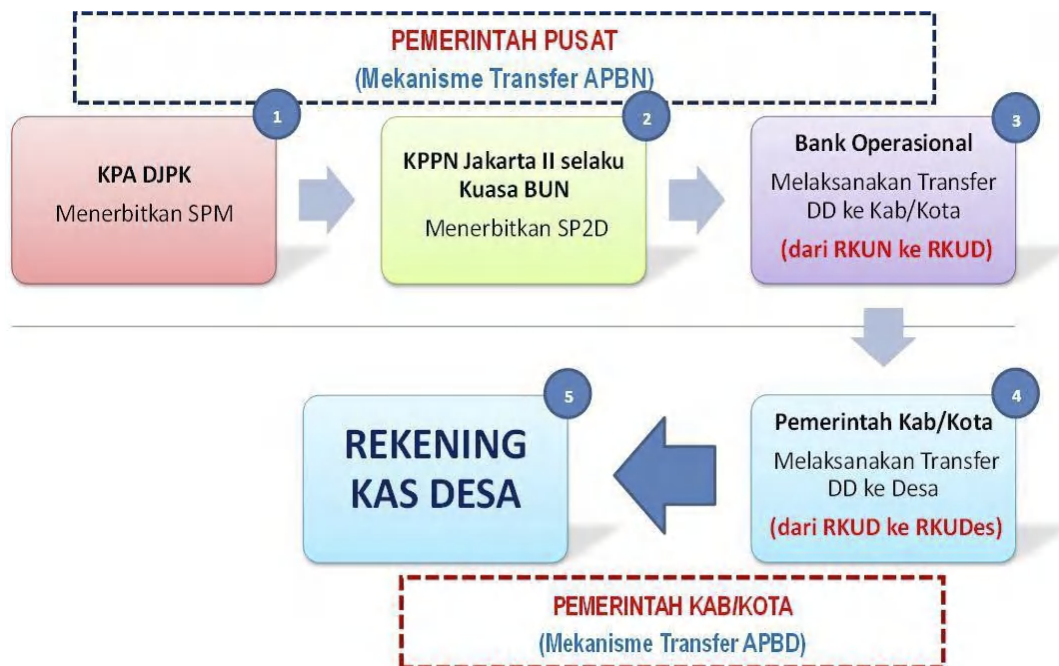 PEMERINTAH PUSAT
(Mekanisme Transfer APBN)
1
KPA DJPK
Menerbitkan SPM
2
KPPN Jakarta II selaku
Kuasa BUN
Menerbitkan SP2D
3
Bank Operasional
Melaksanakan Transfer
DD ke Kab/Kota
(dari RKUN ke RKUD)
4
Pemerintah Kab/Kota
Melaksanakan Transfer
DD ke Desa
(dari RKUD ke RKUDes)
5
REKENING
KAS DESA
PEMERINTAH KAB/KOTA
(Mekanisme Transfer APBD)